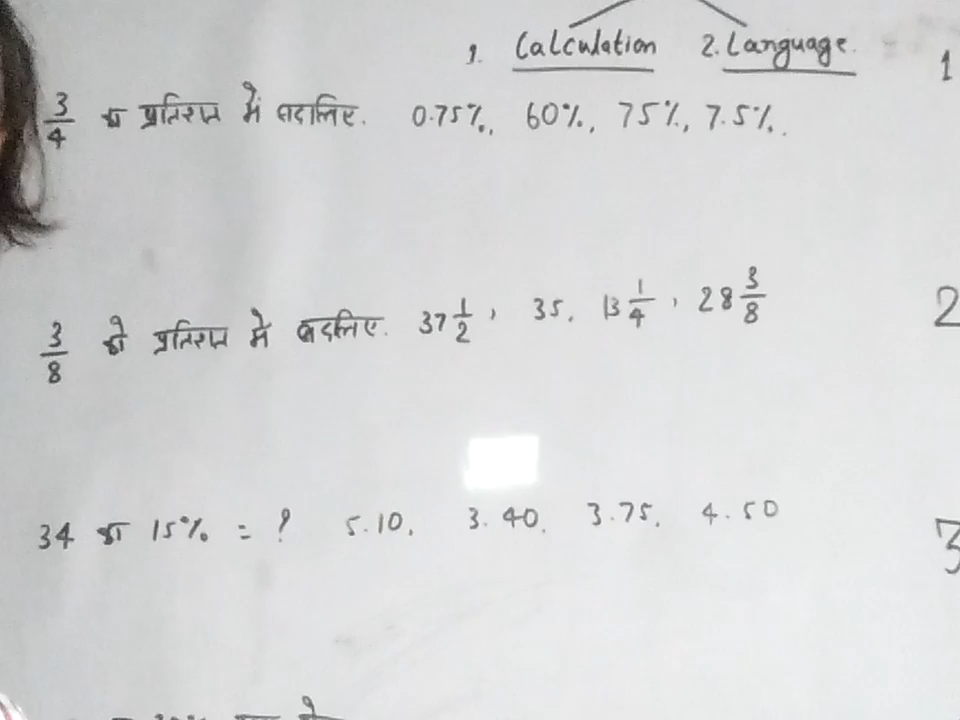 1. Calculation 2. Language.
1
3/4 को प्रतिशत में बदलिए. 0.75%, 60%, 75%, 7.5%.
3/8 को प्रतिशत में बदलिए. 37 1/2, 35, 13 1/4, 28 3/8
2
34 का 15% = ? 5.10, 3.40, 3.75, 4.50
3